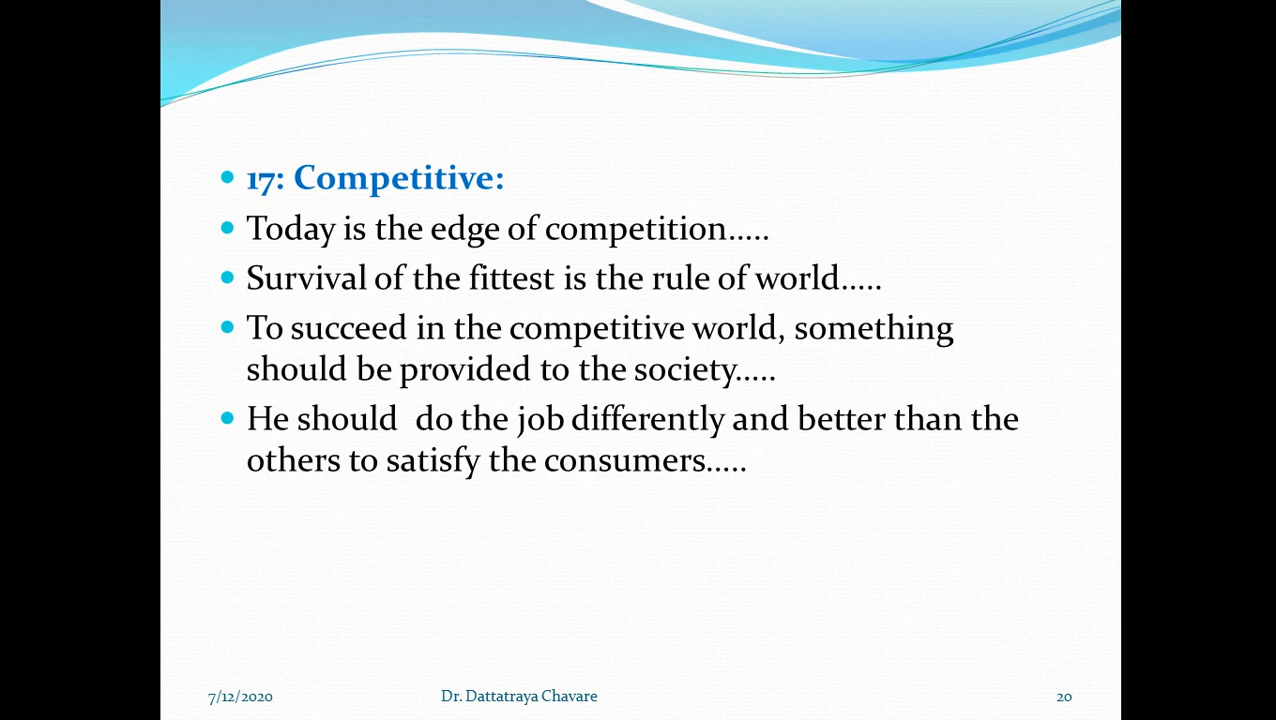 17: Competitive:
Today is the edge of competition.....
Survival of the fittest is the rule of world.....
To succeed in the competitive world, something
should be provided to the society.....
He should  do the job differently and better than the
others to satisfy the consumers.....
7/12/2020 Dr. Dattatraya Chavare 20